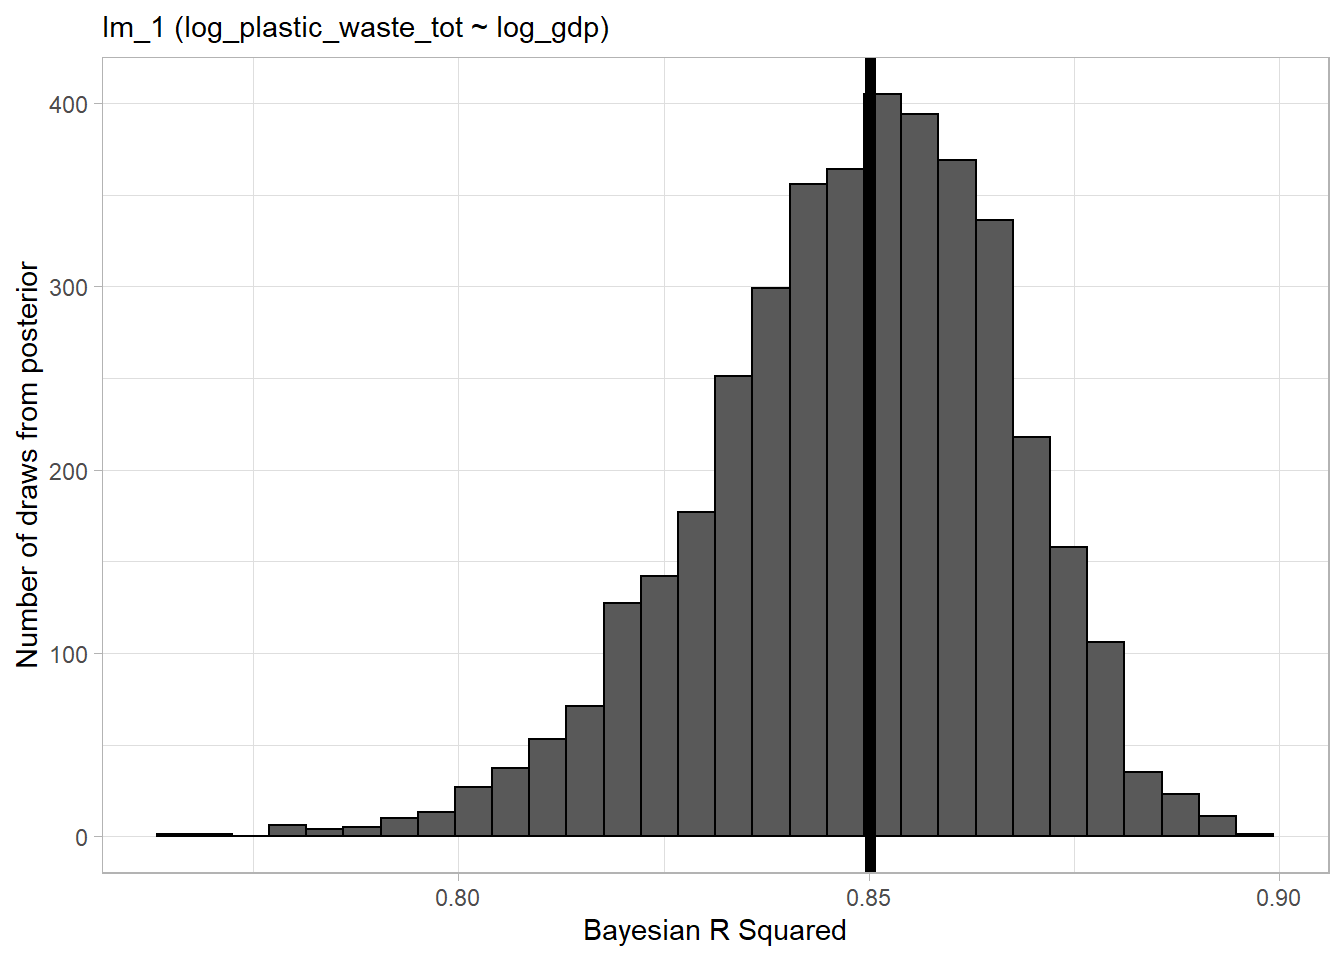 lm_1 (log_plastic_waste_tot ~ log_gdp)
Number of draws from posterior
400
300
200
100
0
0.80
0.85
0.90
Bayesian R Squared